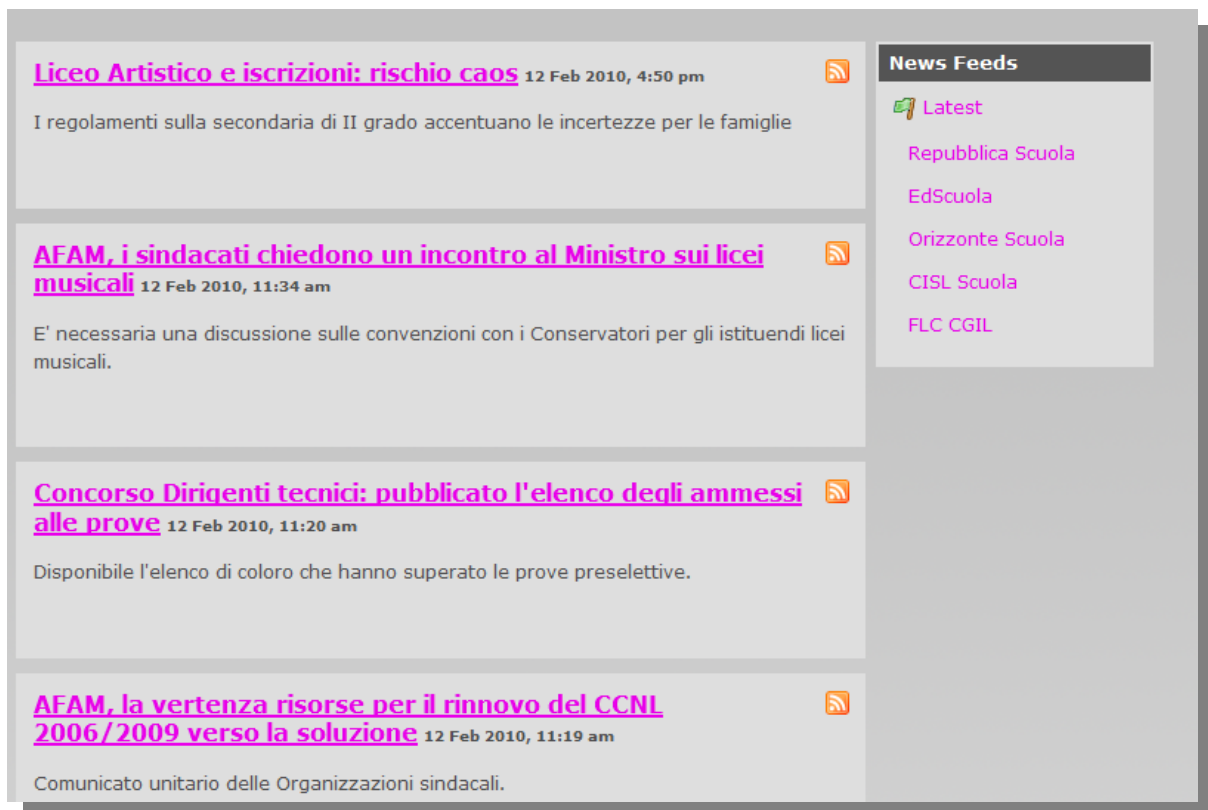 Liceo Artistico e iscrizioni: rischio caos 12 Feb 2010, 4:50 pm
I regolamenti sulla secondaria di II grado accentuano le incertezze per le famiglie
AFAM, i sindacati chiedono un incontro al Ministro sui licei
musicali 12 Feb 2010, 11:34 am
E' necessaria una discussione sulle convenzioni con i Conservatori per gli istituendi licei
musicali.
Concorso Dirigenti tecnici: pubblicato l'elenco degli ammessi
alle prove 12 Feb 2010, 11:20 am
Disponibile l'elenco di coloro che hanno superato le prove preselettive.
AFAM, la vertenza risorse per il rinnovo del CCNL
2006/2009 verso la soluzione 12 Feb 2010, 11:19 am
Comunicato unitario delle Organizzazioni sindacali.
News Feeds
Latest
Repubblica Scuola
EdScuola
Orizzonte Scuola
CISL Scuola
FLC CGIL